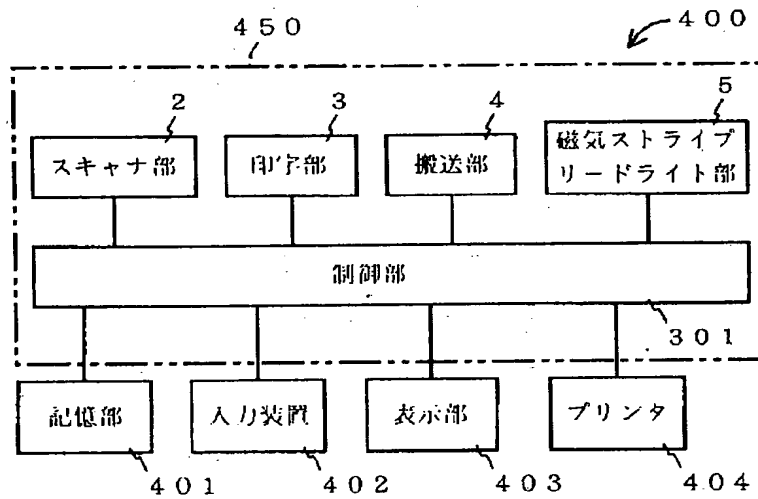 ４５０
４００
２
３
４
５
スキャナ部
印字部
搬送部
磁気ストライプ
リードライト部
制御部
３０１
記憶部
入力装置
表示部
プリンタ
４０１
４０２
４０３
４０４